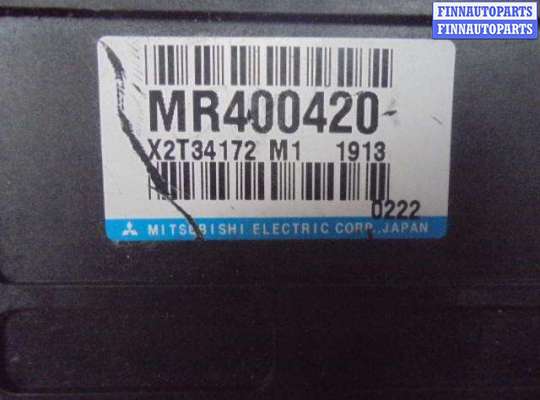 FINNAUTOPARTS
FINNAUTOPARTS
MR400420
X2T34172 M1 1913
0222
MITSUBISHI ELECTRIC CORP., JAPAN